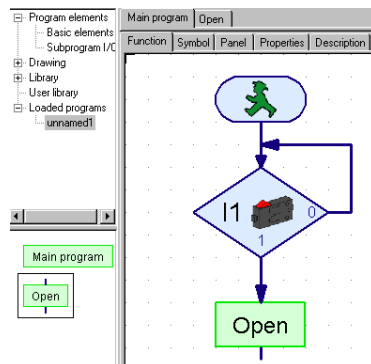 Program elements
Basic elements
Subprogram I/O
Drawing
Library
User library
Loaded programs
unnamed1
Main program
Open
Main program Open
Function Symbol Panel Properties Description
I1 0
1
Open